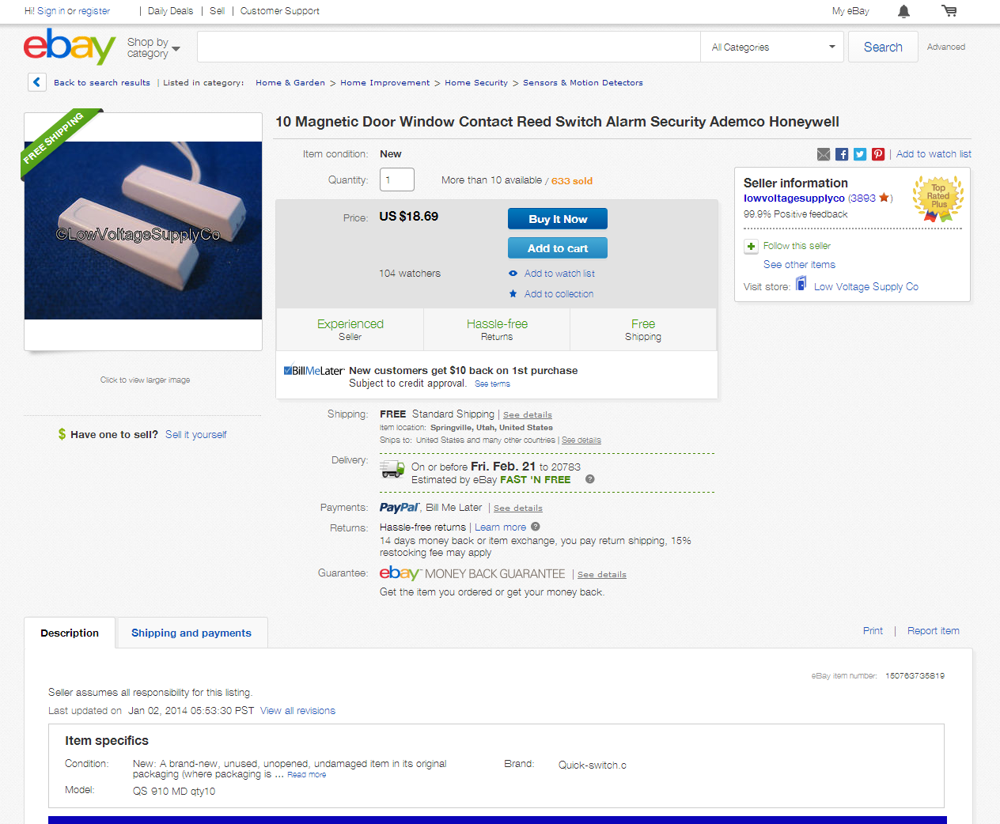 Hi! Sign in or register | Daily Deals | Sell | Customer Support My eBay
ebay Shop by category All Categories Search Advanced
Back to search results | Listed in category: Home & Garden > Home Improvement > Home Security > Sensors & Motion Detectors
FREE SHIPPING
©LowVoltageSupplyCo
Click to view larger image
$ Have one to sell? Sell it yourself
10 Magnetic Door Window Contact Reed Switch Alarm Security Ademco Honeywell
Item condition: New
Quantity: 1 More than 10 available / 633 sold
Price: US $18.69 Buy It Now
Add to cart
104 watchers Add to watch list
Add to collection
Experienced Seller
Hassle-free Returns
Free Shipping
BillMeLater New customers get $10 back on 1st purchase
Subject to credit approval. See terms
Shipping: FREE Standard Shipping | See details
Item location: Springville, Utah, United States
Ships to: United States and many other countries | See details
Delivery: On or before Fri. Feb. 21 to 20783
Estimated by eBay FAST 'N FREE ?
Payments: PayPal, Bill Me Later | See details
Returns: Hassle-free returns | Learn more ?
14 days money back or item exchange, you pay return shipping, 15%
restocking fee may apply
Guarantee: ebay MONEY BACK GUARANTEE | See details
Get the item you ordered or get your money back.
| Add to watch list
Seller information
lowvoltagesupplyco (3893 )
99.9% Positive feedback
Top Rated Plus
Follow this seller
See other items
Visit store: Low Voltage Supply Co
Description Shipping and payments Print | Report item
eBay item number: 150763735819
Seller assumes all responsibility for this listing.
Last updated on Jan 02, 2014 05:53:30 PST View all revisions
Item specifics
Condition: New: A brand-new, unused, unopened, undamaged item in its original
packaging (where packaging is ... Read more
Brand: Quick-switch.c
Model: QS 910 MD qty10